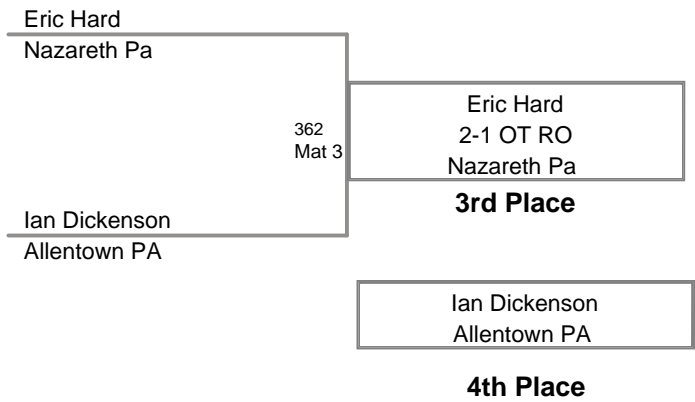 Eric Hard
Nazareth Pa
362
Mat 3
Eric Hard
2-1 OT RO
Nazareth Pa
3rd Place
Ian Dickenson
Allentown PA
Ian Dickenson
Allentown PA
4th Place